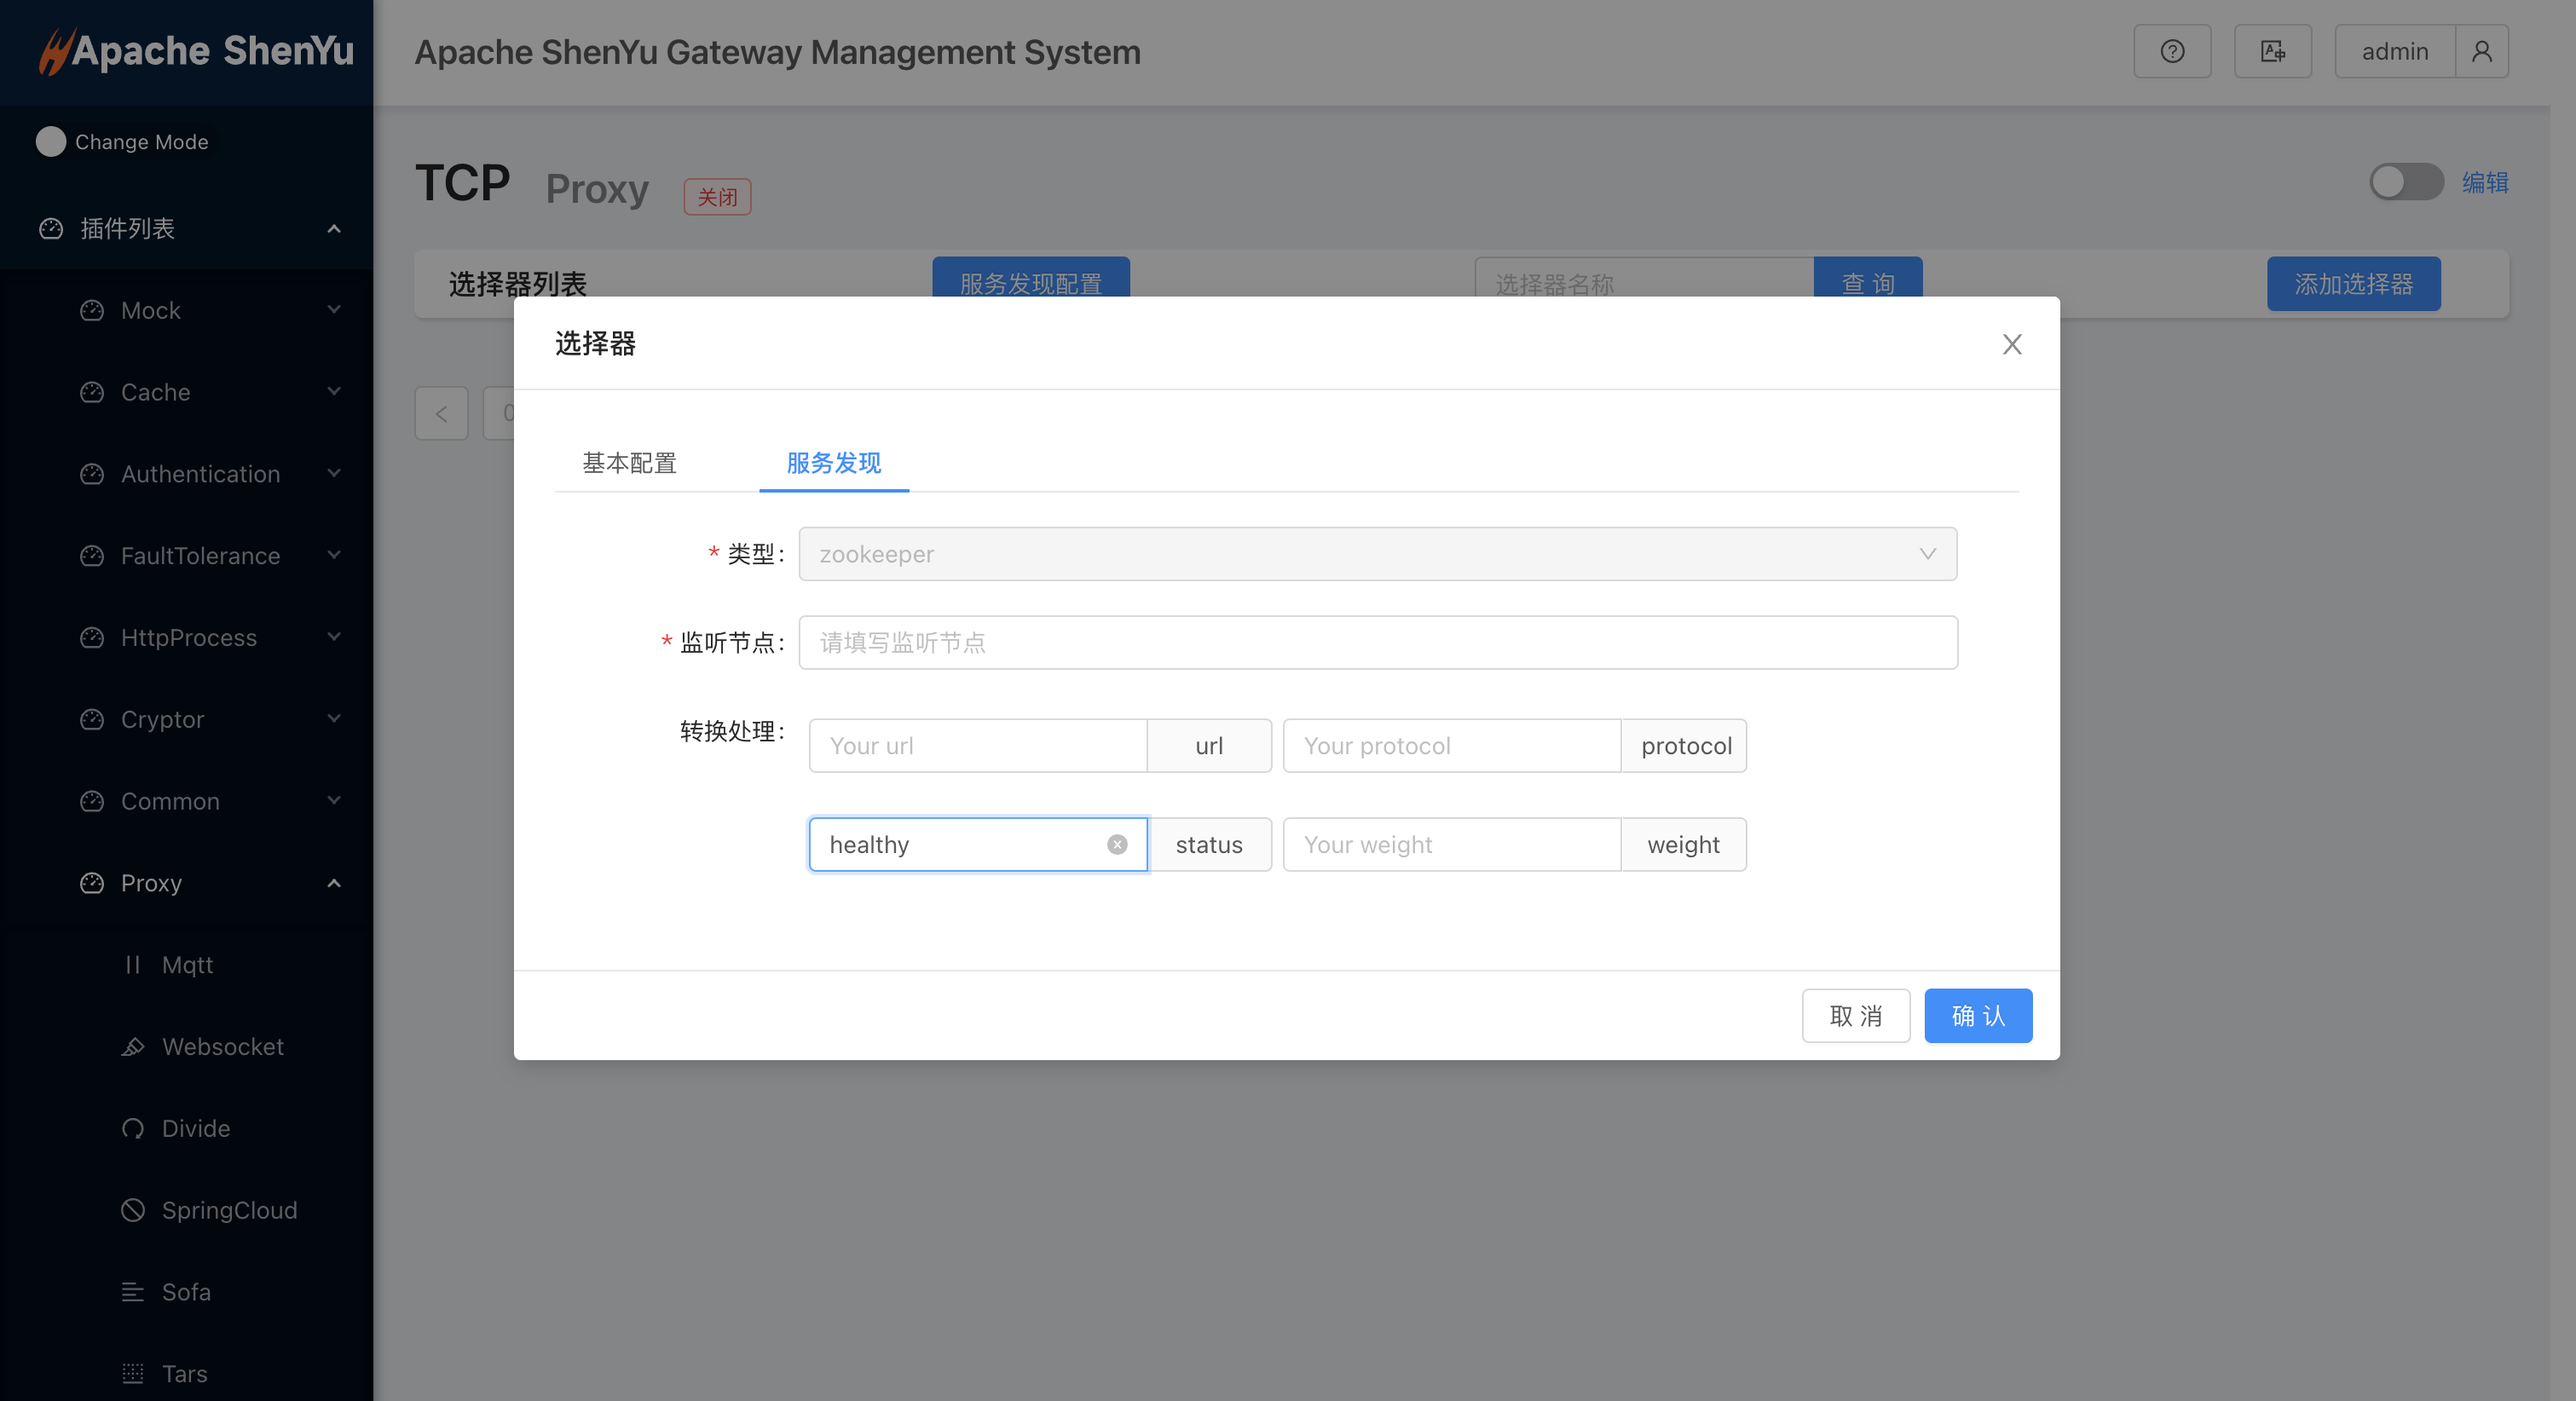 Apache ShenYu
Apache ShenYu Gateway Management System
admin
Change Mode
插件列表
Mock
Cache
Authentication
FaultTolerance
HttpProcess
Cryptor
Common
Proxy
Mqtt
Websocket
Divide
SpringCloud
Sofa
Tars
TCP Proxy 关闭
编辑
选择器列表
服务发现配置
选择器名称
查 询
添加选择器
<
0
选择器
基本配置
服务发现
* 类型: zookeeper
* 监听节点: 请填写监听节点
转换处理: Your url url Your protocol protocol
healthy status Your weight weight
取 消
确 认